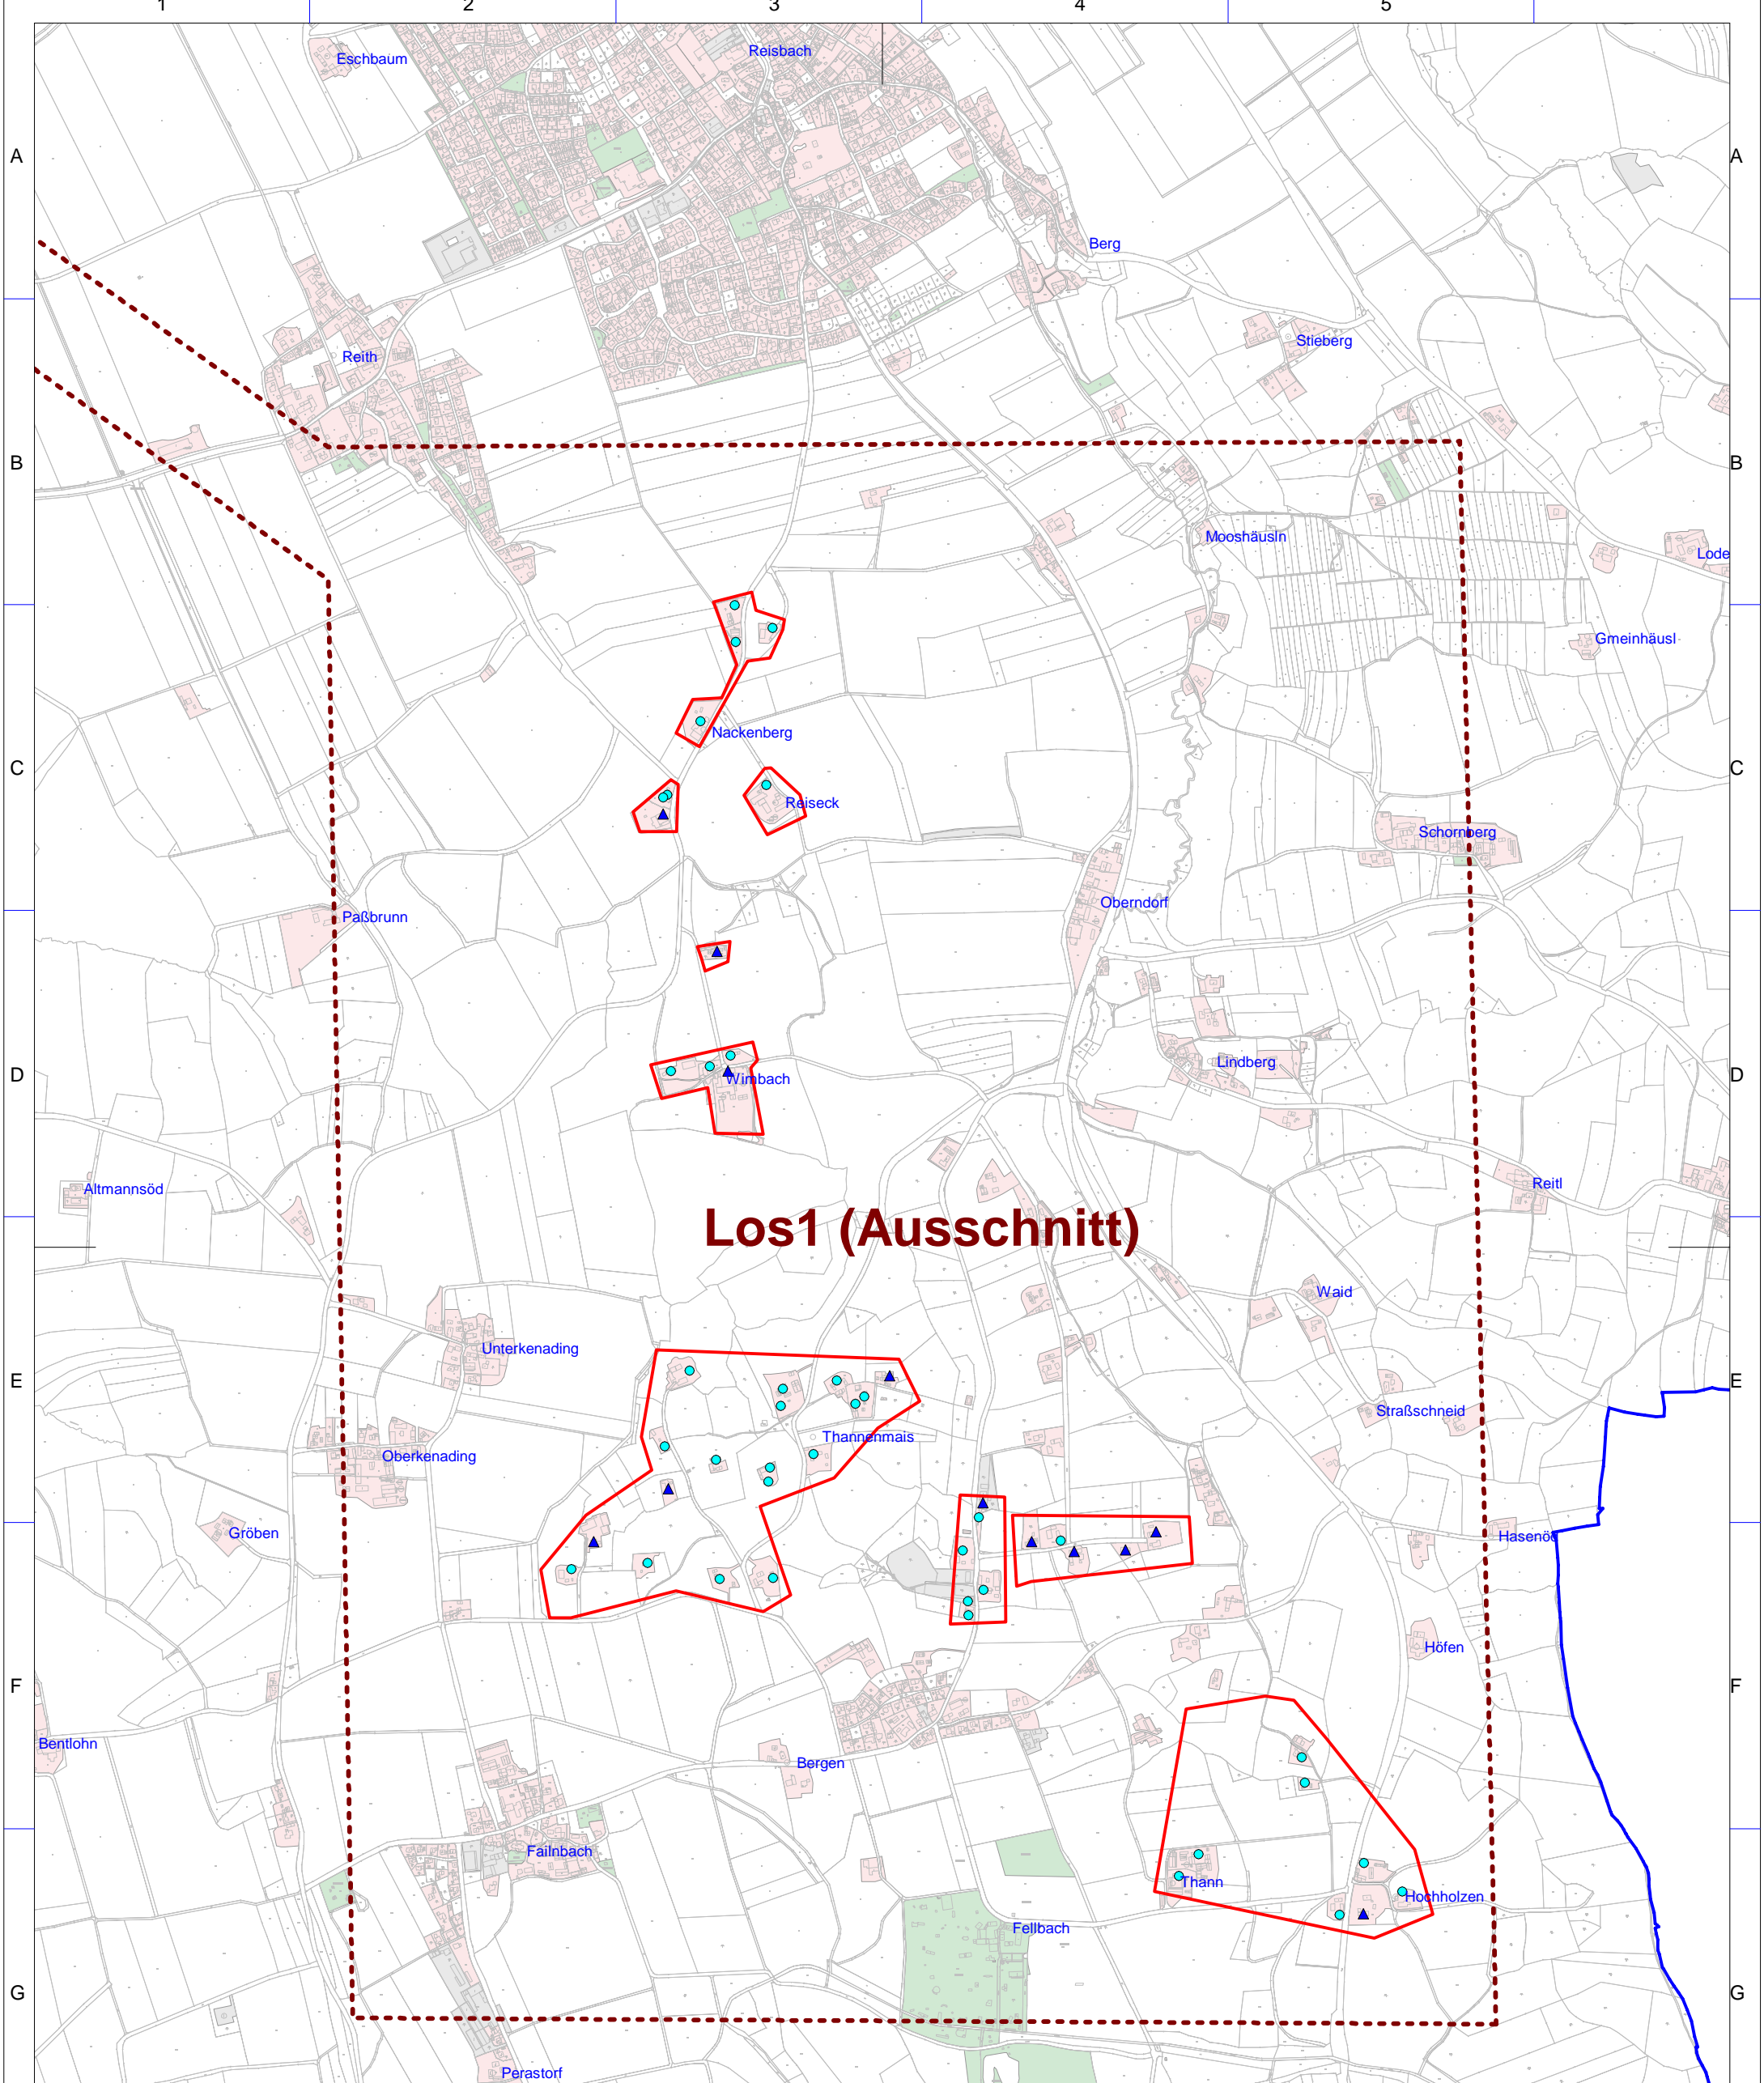 1 2 3 4 5
Eschbaum
Reisbach
A A
Berg
Stieberg
Reith
B B
Mooshäusln
Lode
Gmeinhäusl
Nackenberg
C C
Reiseck
Schornberg
Oberndorf
Paßbrunn
Lindberg
D D
Wimbach
Reitl
Altmannsöd
Los1 (Ausschnitt)
Waid
Unterkenading
E E
Straßschneid
Thannenmais
Oberkenading
Gröben
Hasenöd
Höfen
F F
Bentlohn
Bergen
Failnbach
Thann
Hochholzen
Fellbach
G G
Perastorf